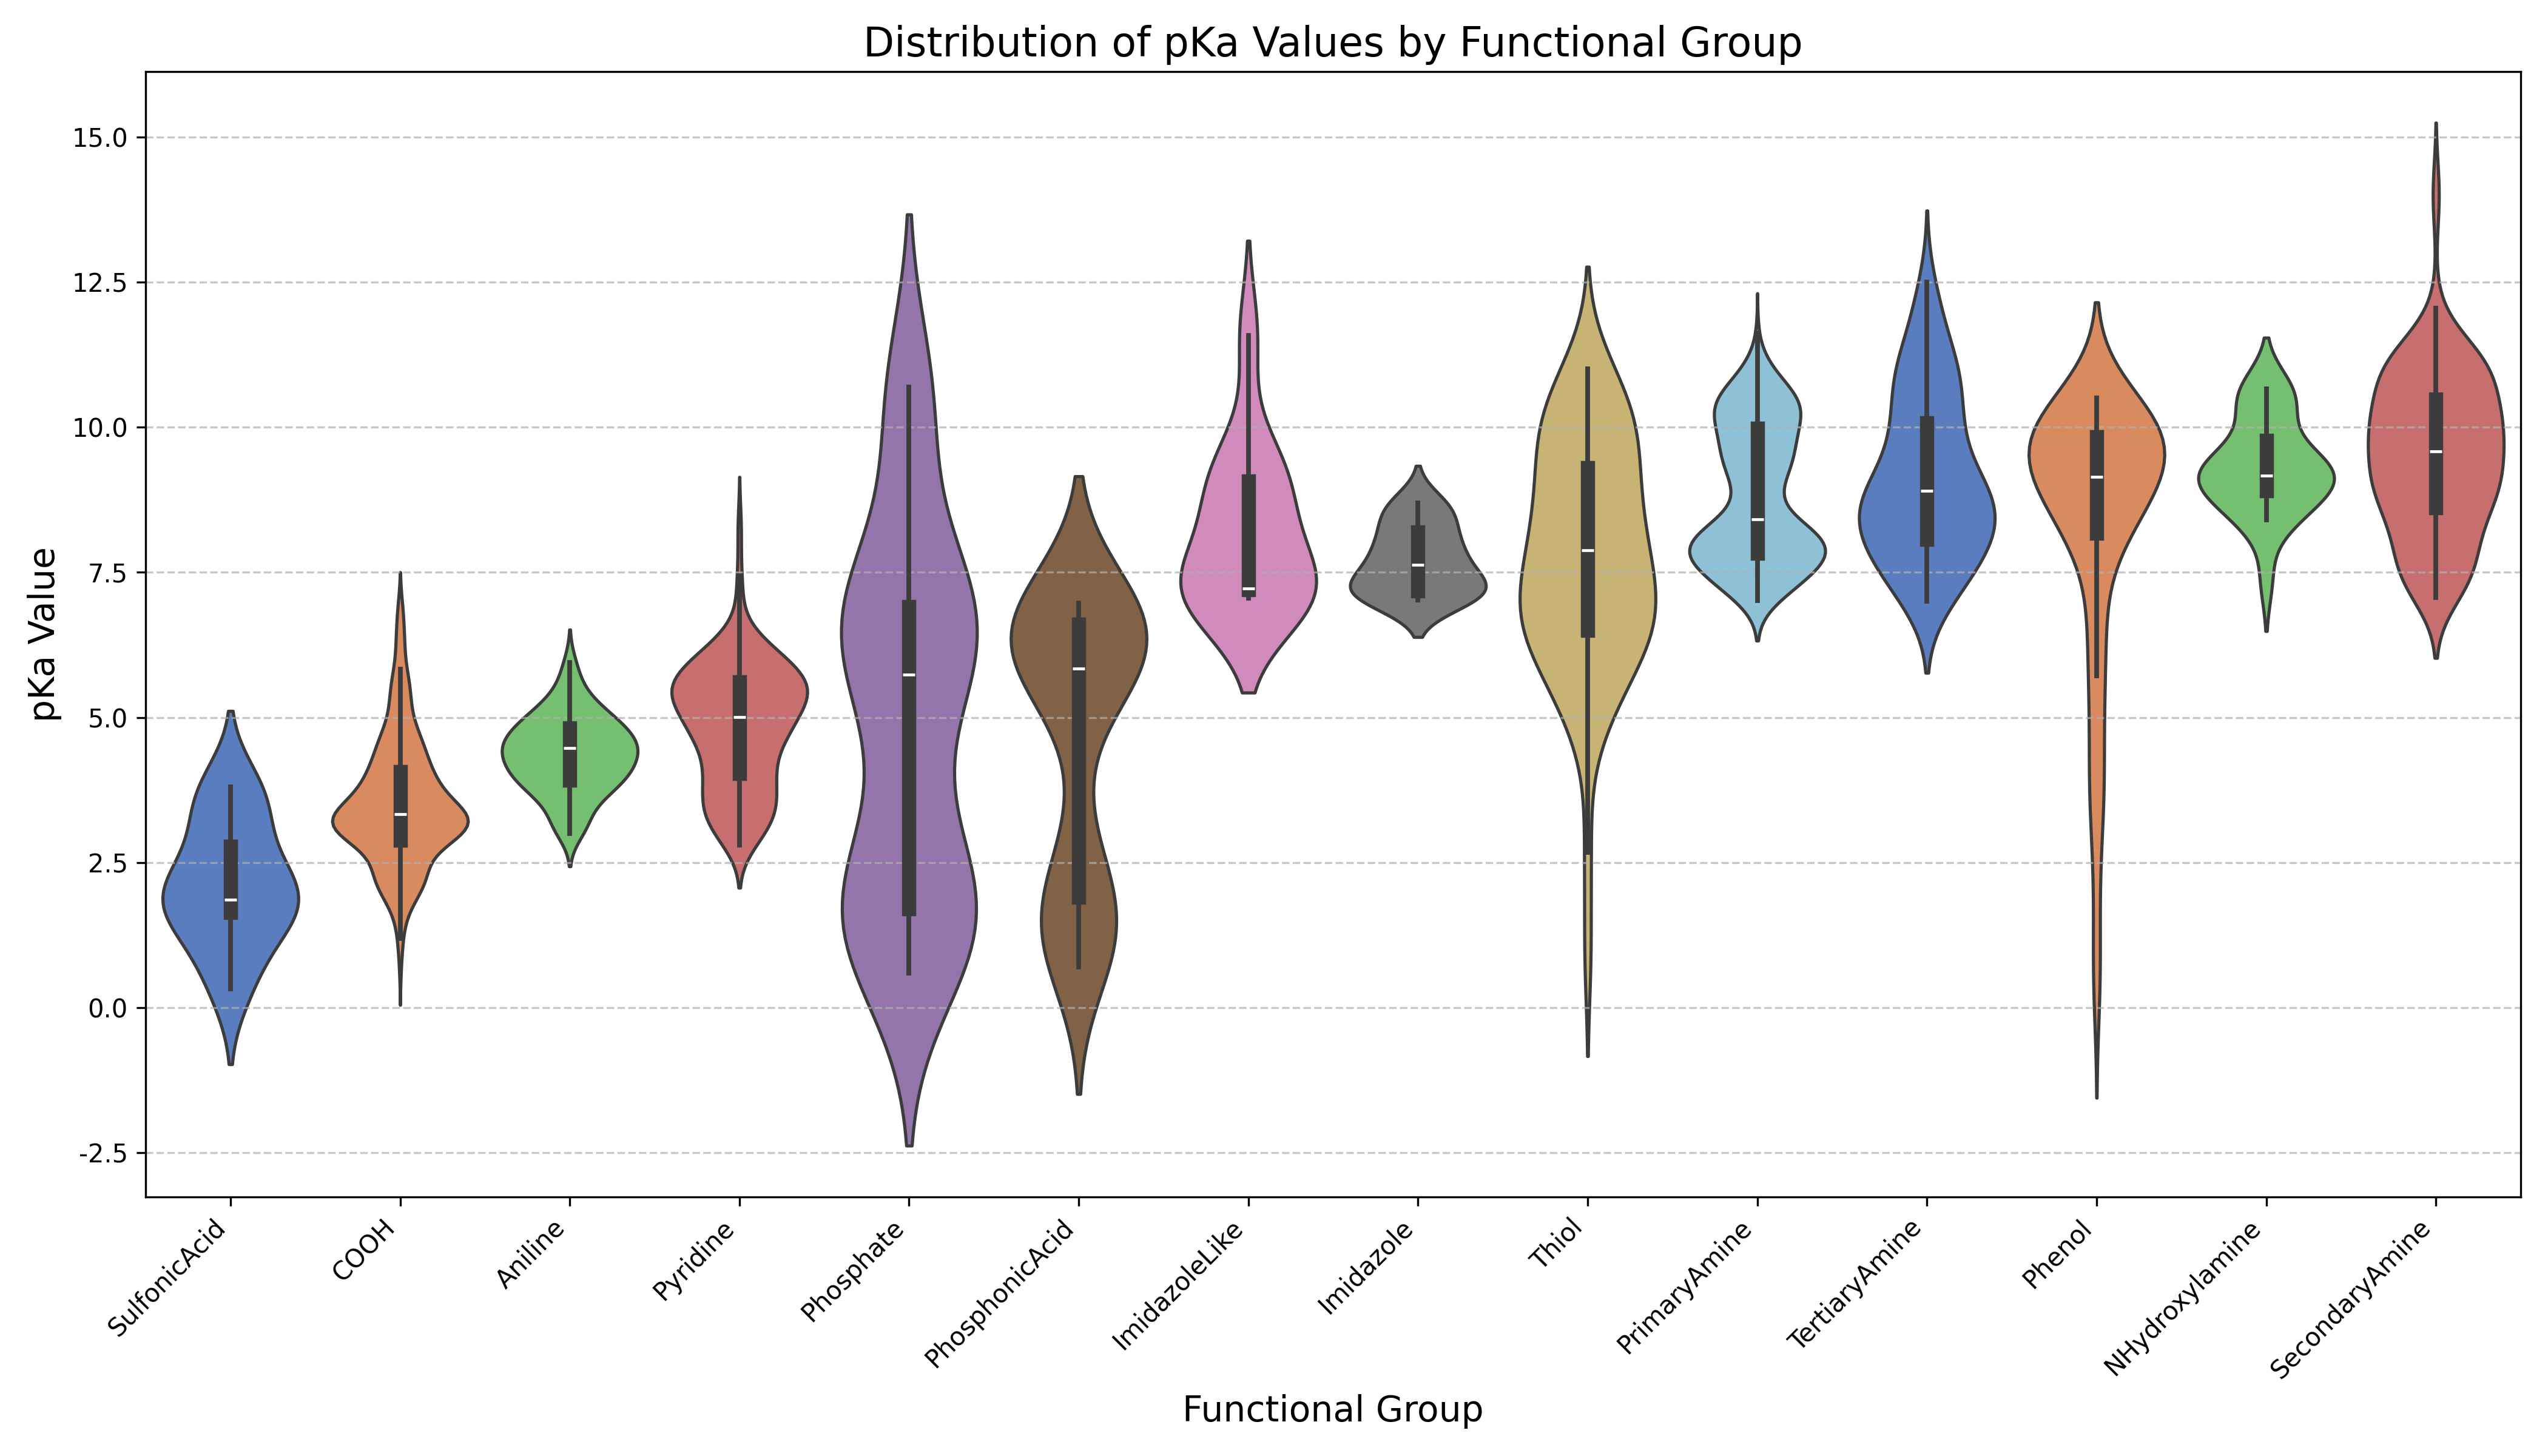 Distribution of pKa Values by Functional Group
pKa Value
15.0
12.5
10.0
7.5
5.0
2.5
0.0
-2.5
SulfonicAcid
COOH
Aniline
Pyridine
Phosphate
PhosphonicAcid
ImidazoleLike
Imidazole
Thiol
PrimaryAmine
TertiaryAmine
Phenol
NHydroxylamine
SecondaryAmine
Functional Group